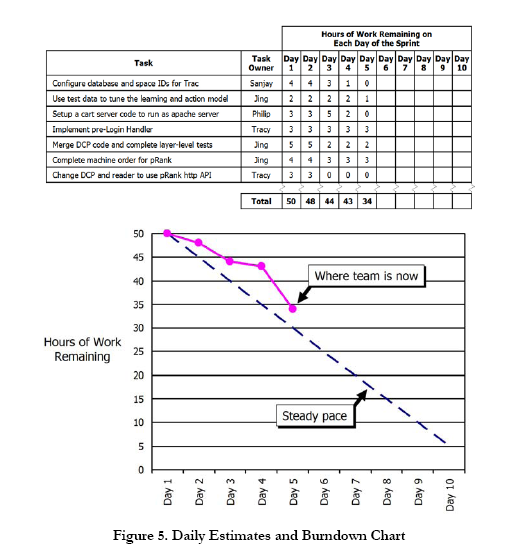 Hours of Work Remaining on
Each Day of the Sprint
Task Task Owner Day 1 Day 2 Day 3 Day 4 Day 5 Day 6 Day 7 Day 8 Day 9 Day 10
Configure database and space IDs for Trac Sanjay 4 4 3 1 0
Use test data to tune the learning and action model Jing 2 2 2 2 1
Setup a cart server code to run as apache server Philip 3 3 5 2 0
Implement pre-Login Handler Tracy 3 3 3 3 3
Merge DCP code and complete layer-level tests Jing 5 5 2 2 2
Complete machine order for pRank Jing 4 4 3 3 3
Change DCP and reader to use pRank http API Tracy 3 3 0 0 0
Total 50 48 44 43 34
50
45
40
35
30
25
20
15
10
5
0
Hours of Work
Remaining
Where team is now
Steady pace
Day 1 Day 2 Day 3 Day 4 Day 5 Day 6 Day 7 Day 8 Day 9 Day 10
Figure 5. Daily Estimates and Burndown Chart